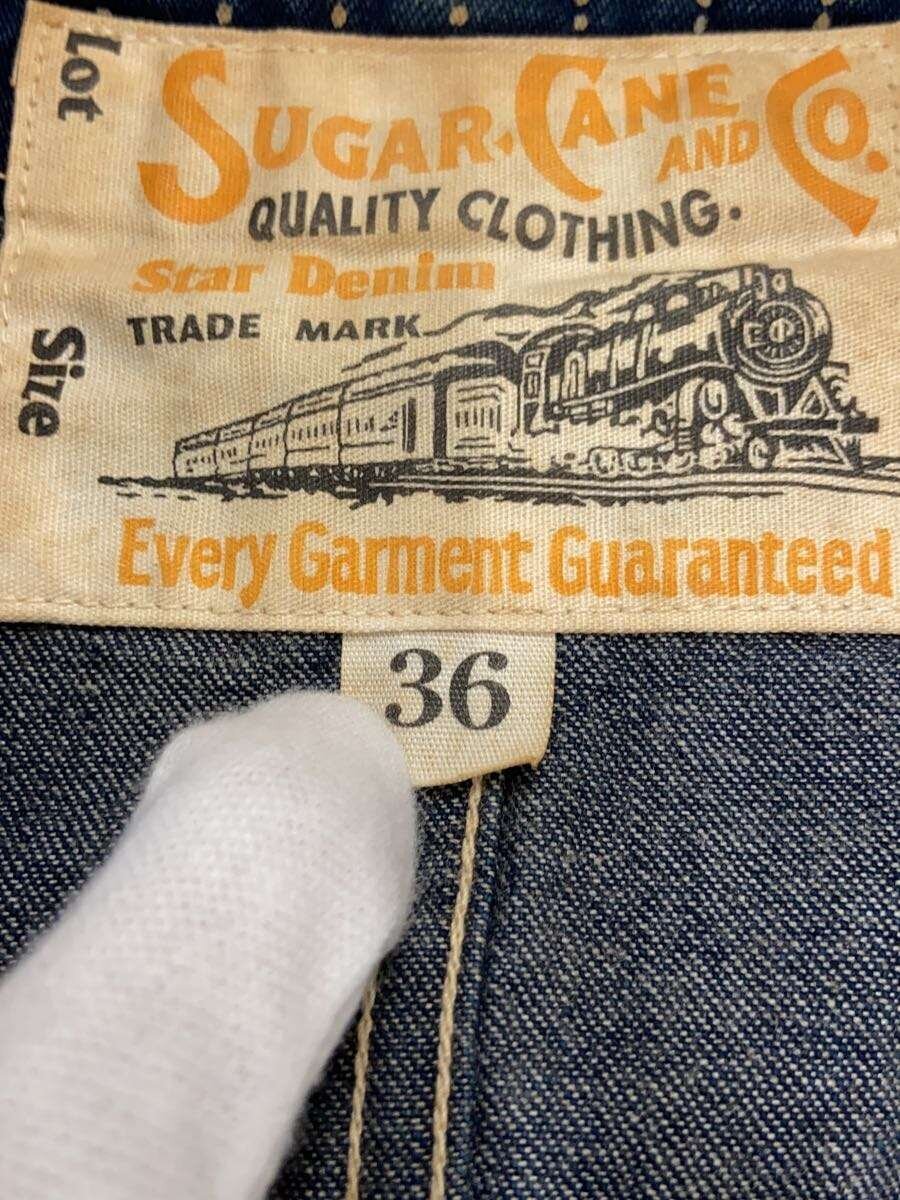 Lot
SUGAR CANE AND CO.
QUALITY CLOTHING.
Star Denim
TRADE MARK
Size
Every Garment Guaranteed
36